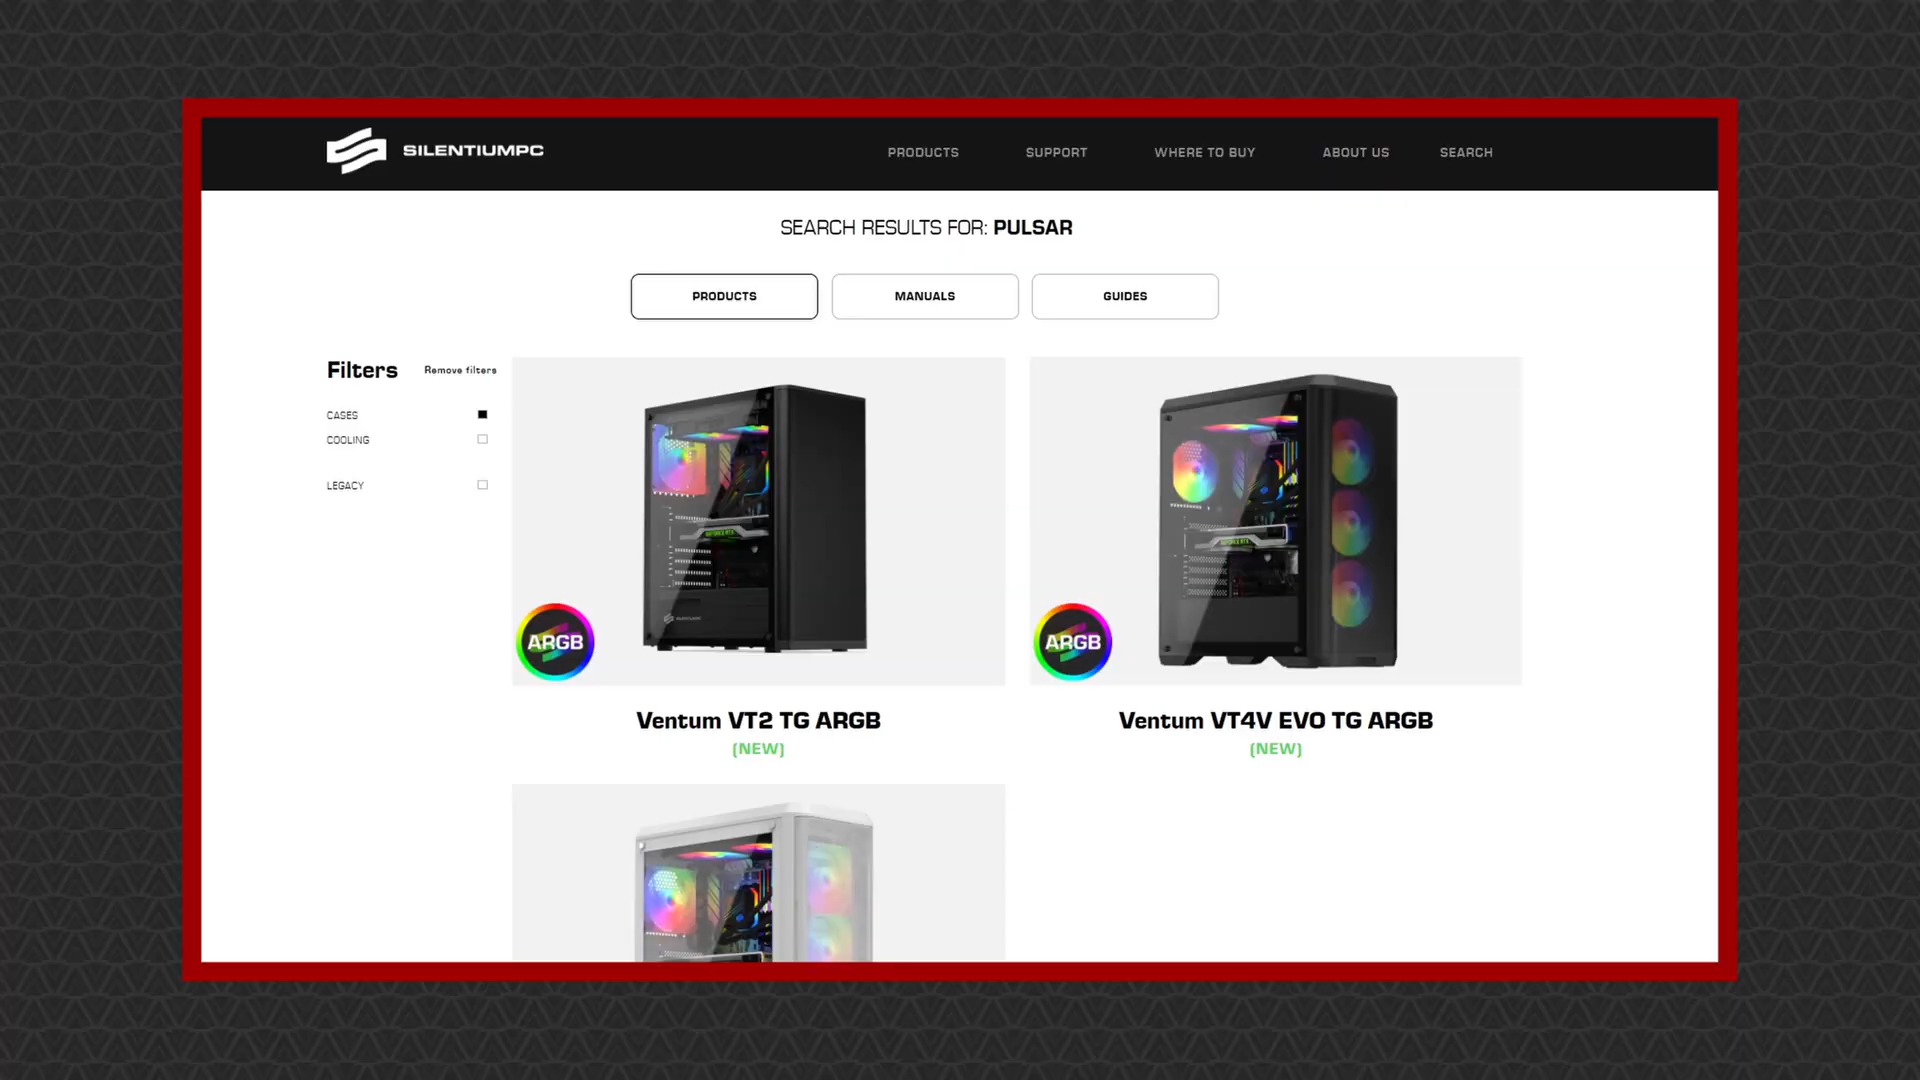 SILENTIUMPC
PRODUCTS SUPPORT WHERE TO BUY ABOUT US SEARCH
SEARCH RESULTS FOR: PULSAR
PRODUCTS MANUALS GUIDES
Filters Remove filters
CASES
COOLING
LEGACY
ARGB
ARGB
Ventum VT2 TG ARGB
(NEW)
Ventum VT4V EVO TG ARGB
(NEW)